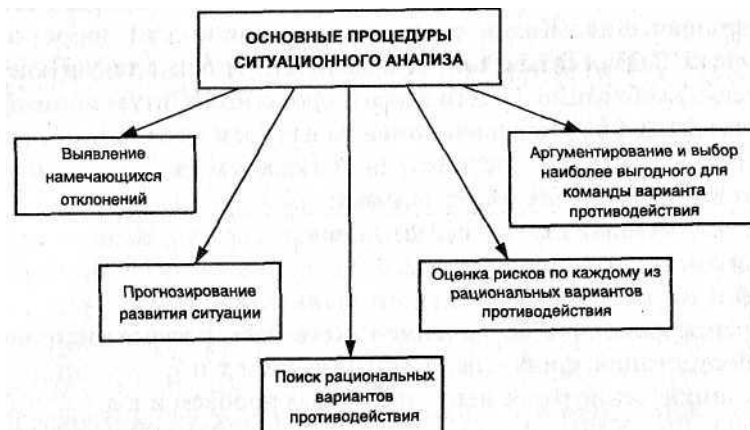 ОСНОВНЫЕ ПРОЦЕДУРЫ
СИТУАЦИОННОГО АНАЛИЗА
Выявление
намечающихся
отклонений
Аргументирование и выбор
наиболее выгодного для
команды варианта
противодействия
Прогнозирование
развития ситуации
Оценка рисков по каждому из
рациональных вариантов
противодействия
Поиск рациональных
вариантов
противодействия